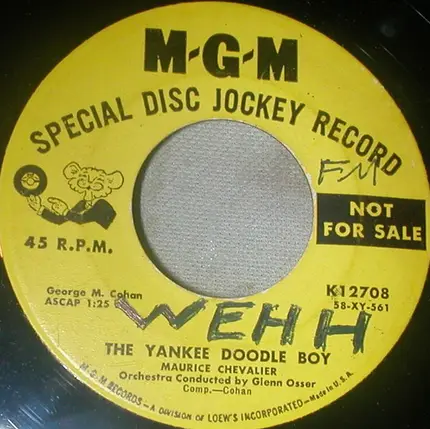 M-G-M
SPECIAL DISC JOCKEY RECORD
FM
NOT
FOR SALE
45 R.P.M.
George M. Cohan
ASCAP 1:25
K12708
58-XY-561
WEHH
THE YANKEE DOODLE BOY
MAURICE CHEVALIER
Orchestra Conducted by Glenn Osser
Comp.—Cohan
M-G-M RECORDS—A DIVISION OF LOEW'S INCORPORATED—Made in U.S.A.